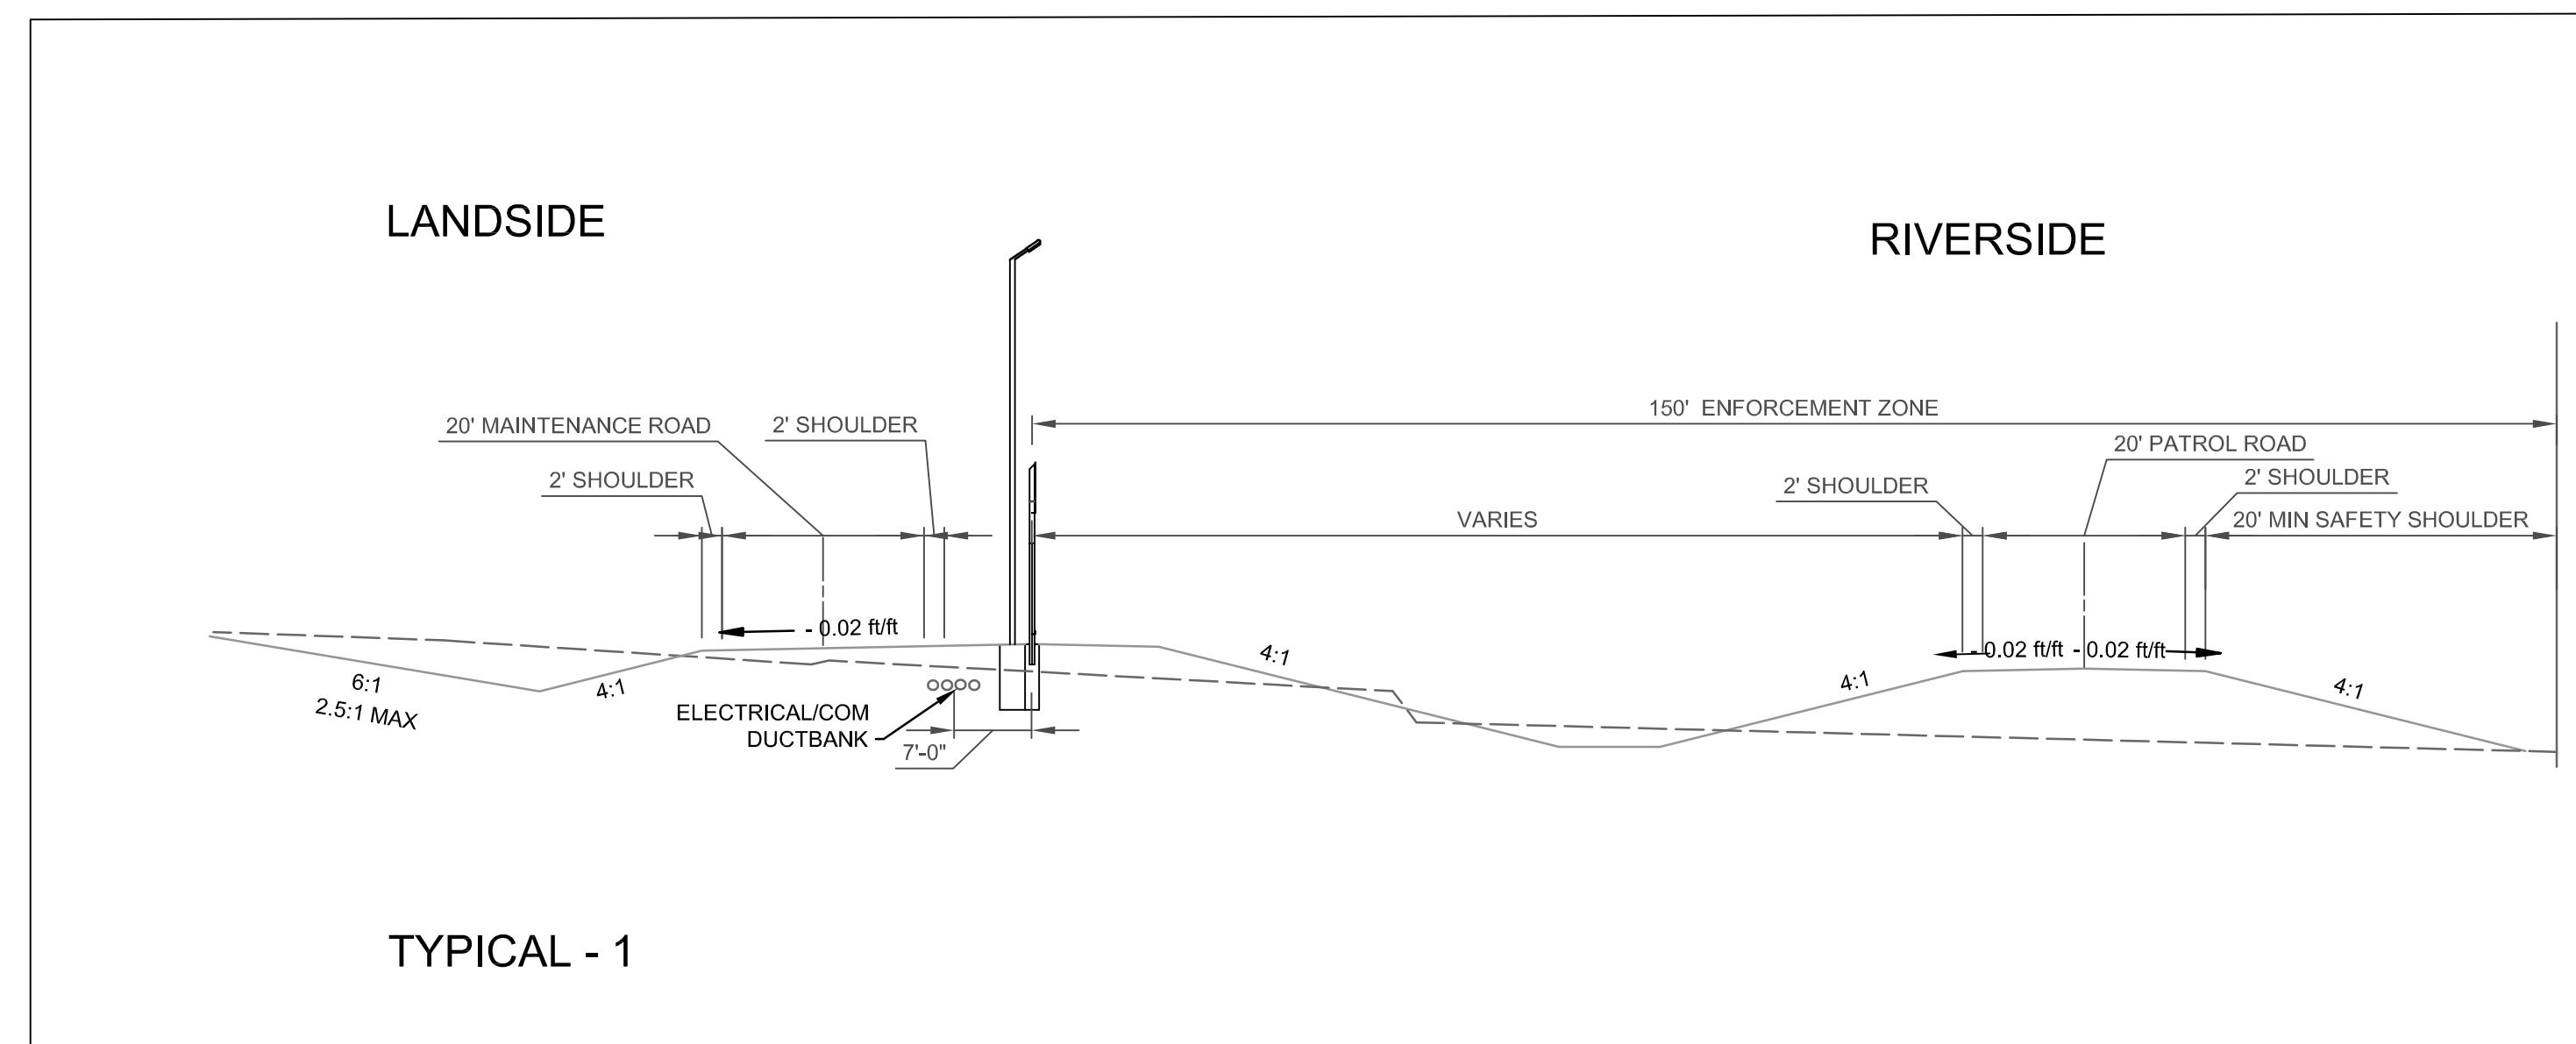 LANDSIDE
RIVERSIDE
150' ENFORCEMENT ZONE
20' MAINTENANCE ROAD
2' SHOULDER
20' PATROL ROAD
2' SHOULDER
2' SHOULDER
2' SHOULDER
VARIES
20' MIN SAFETY SHOULDER
- 0.02 ft/ft
- 0.02 ft/ft
- 0.02 ft/ft
4:1
6:1
2.5:1 MAX
4:1
4:1
4:1
ELECTRICAL/COM
DUCTBANK
7'-0"
TYPICAL - 1